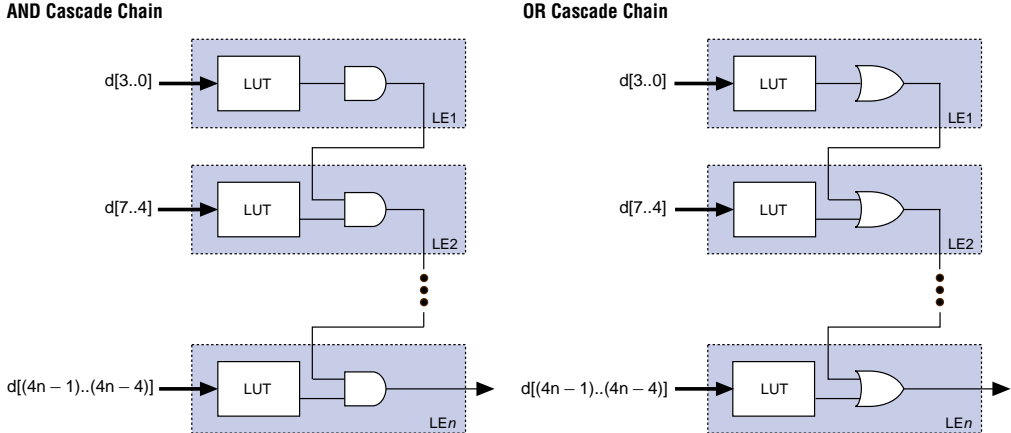 AND Cascade Chain
OR Cascade Chain
d[3..0]
LUT
LE1
d[7..4]
LUT
LE2
d[(4n – 1)..(4n – 4)]
LUT
LEn
d[3..0]
LUT
LE1
d[7..4]
LUT
LE2
d[(4n – 1)..(4n – 4)]
LUT
LEn